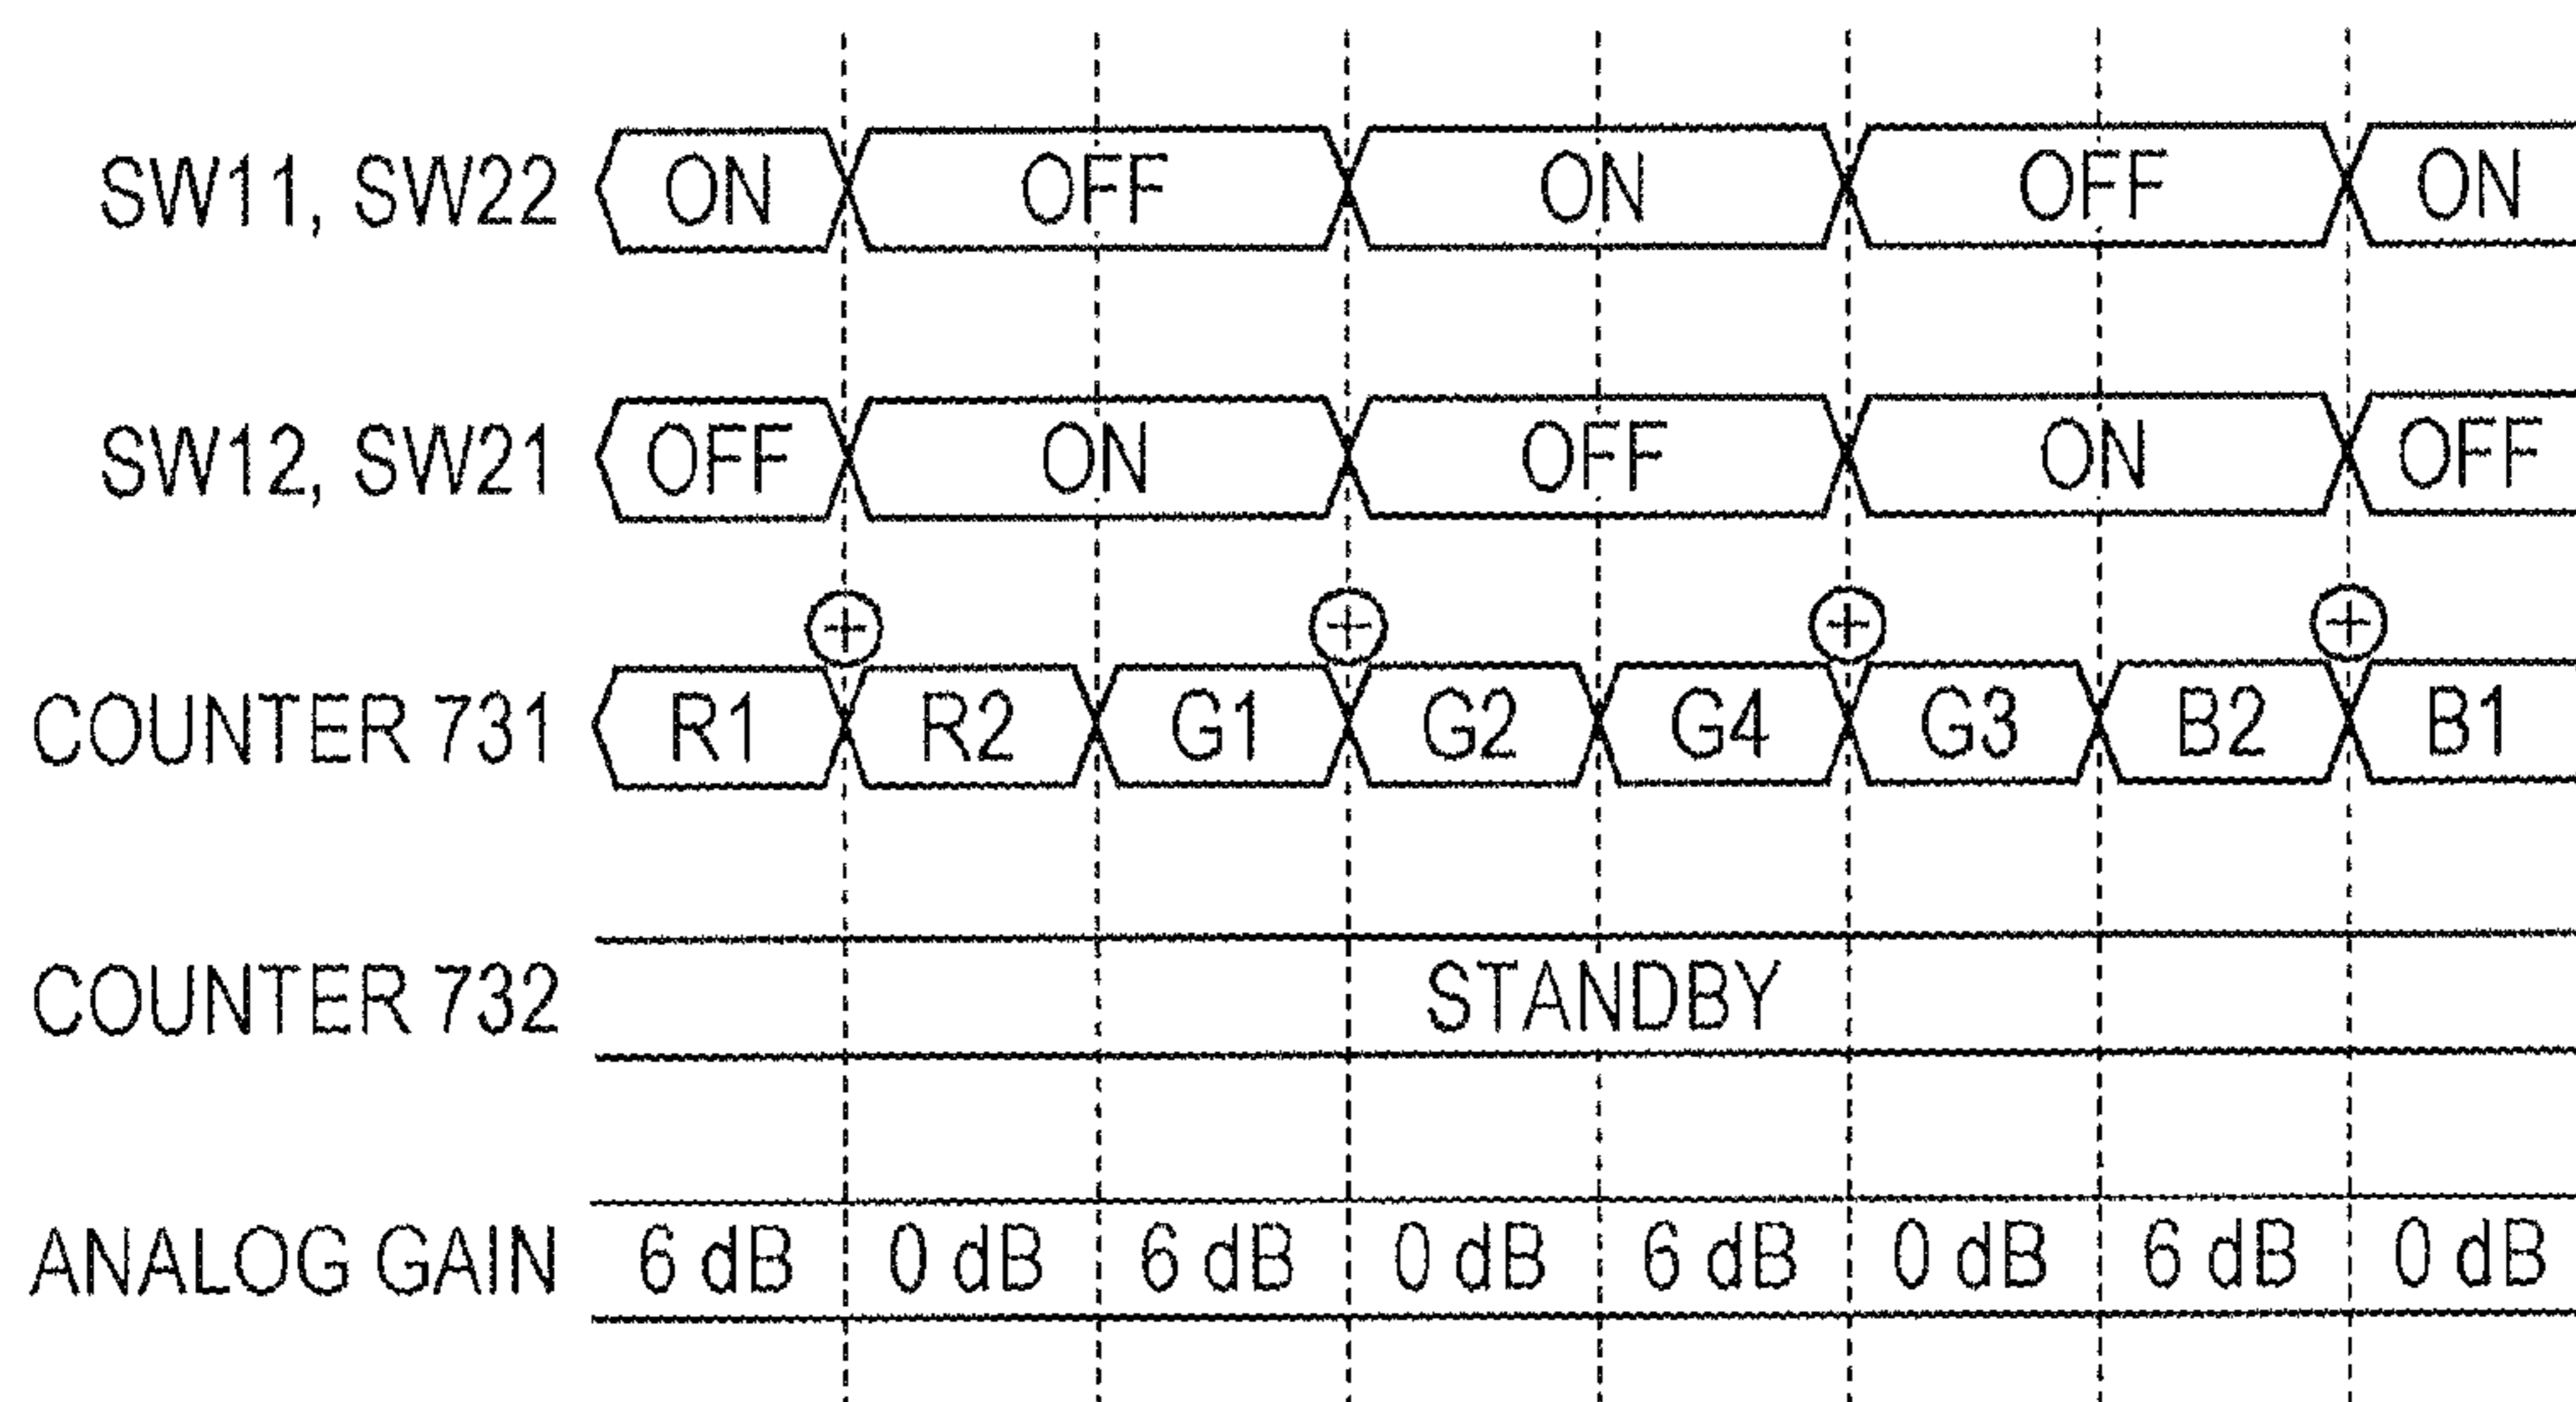 SW11, SW22 ON OFF ON OFF ON
SW12, SW21 OFF ON OFF ON OFF
+ + + +
COUNTER 731 R1 R2 G1 G2 G4 G3 B2 B1
COUNTER 732 STANDBY
ANALOG GAIN 6 dB 0 dB 6 dB 0 dB 6 dB 0 dB 6 dB 0 dB